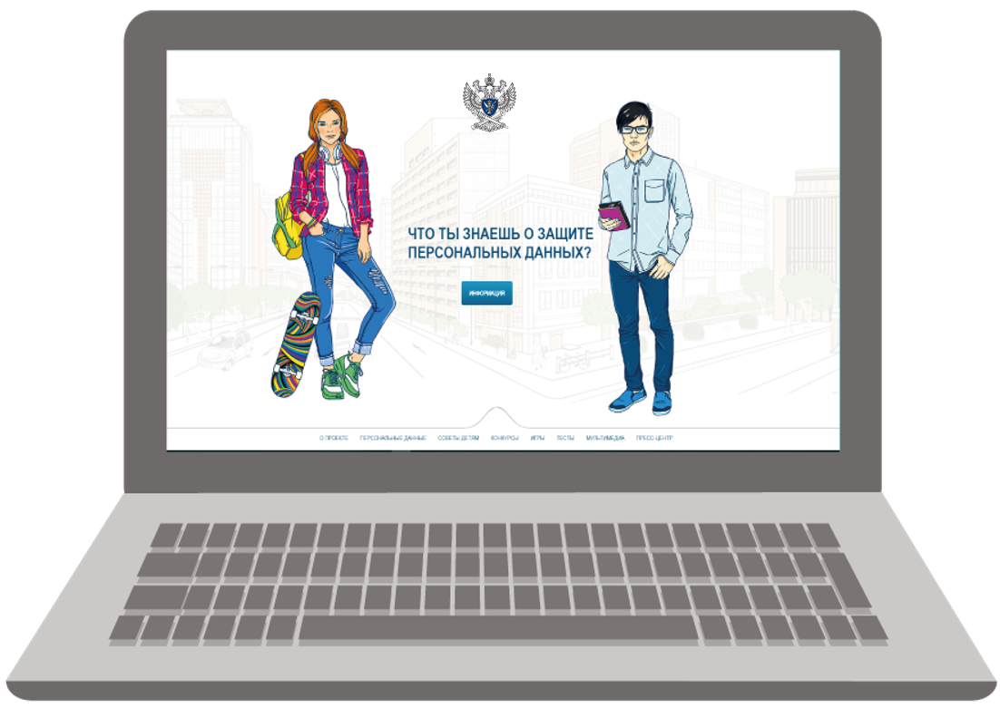 ЧТО ТЫ ЗНАЕШЬ О ЗАЩИТЕ
ПЕРСОНАЛЬНЫХ ДАННЫХ?
ИНФОРМАЦИЯ
О ПРОЕКТЕ ПЕРСОНАЛЬНЫЕ ДАННЫЕ СОВЕТЫ ДЕТЯМ КОНКУРСЫ ИГРЫ ТЕСТЫ МУЛЬТИМЕДИА ПРЕСС-ЦЕНТР